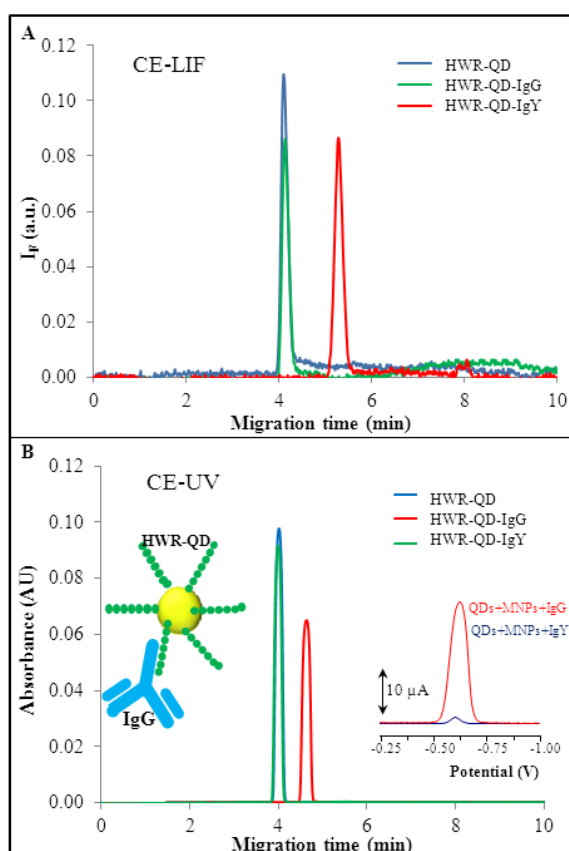 A
CE-LIF
HWR-QD
HWR-QD-IgG
HWR-QD-IgY
0.12
0.10
0.08
0.06
0.04
0.02
0.00
I_F (a.u.)
0 2 4 6 8 10
Migration time (min)
B
CE-UV
HWR-QD
HWR-QD-IgG
HWR-QD-IgY
0.12
0.10
0.08
0.06
0.04
0.02
0.00
Absorbance (AU)
HWR-QD
IgG
QDs+MNPs+IgG
QDs+MNPs+IgY
10 µA
-0.25 -0.50 -0.75 -1.00
Potential (V)
0 2 4 6 8 10
Migration time (min)